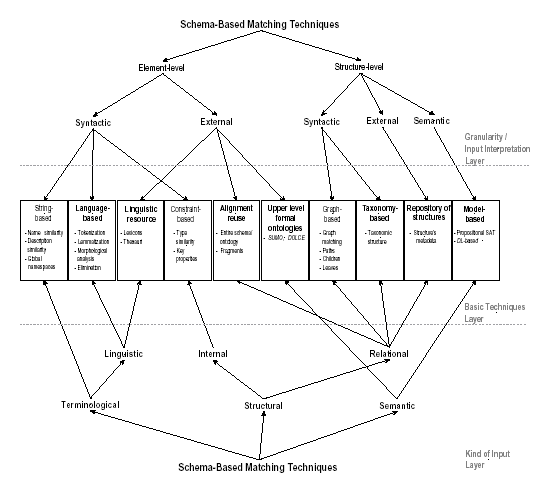 Schema-Based Matching Techniques
Element-level
Structure-level
Syntactic
External
Syntactic
External
Semantic
Granularity /
Input Interpretation
Layer
String-
based
- Name similarity
- Description
similarity
- Global
namespaces
Language-
based
- Tokenization
- Lemmatization
- Morphological
analysis
- Elimination
Linguistic
resource
- Lexicons
- Thesauri
Constraint-
based
- Type
similarity
- Key
properties
Alignment
reuse
- Entire schema/
ontology
- Fragments
Upper level
formal
ontologies
- SUMO; DOLCE
Graph-
based
- Graph
matching
- Paths
- Children
- Leaves
Taxonomy-
based
- Taxonomic
structure
Repository of
structures
- Structure's
metadata
Model-
based
- Propositional SAT
- DL-based -
Basic Techniques
Layer
Linguistic
Internal
Relational
Terminological
Structural
Semantic
Kind of Input
Layer
Schema-Based Matching Techniques